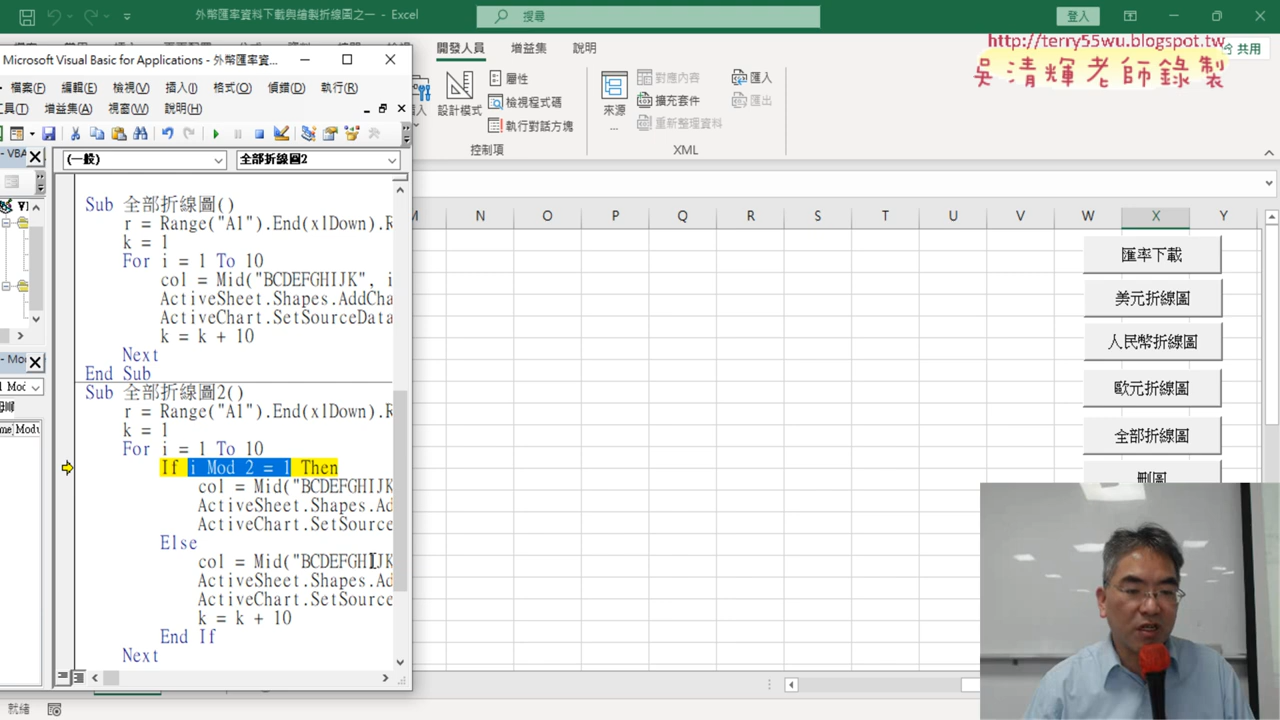 外幣匯率資料下載與繪製折線圖之一 - Excel
搜尋
登入
開發人員
增益集
說明
http://terry55wu.blogspot.tw
吳清輝老師錄製
共用
Microsoft Visual Basic for Applications - 外幣匯率資...
檔案(F) 編輯(E) 檢視(V) 插入(I) 格式(O) 偵錯(D) 執行(R)
工具(T) 增益集(A) 視窗(W) 說明(H)
設計模式
屬性
檢視程式碼
執行對話方塊
控制項
來源
...
對應內容
擴充套件
重新整理資料
匯入
匯出
XML
(一般)
全部折線圖2
Sub 全部折線圖()
r = Range("A1").End(xlDown).R
k = 1
For i = 1 To 10
col = Mid("BCDEFGHIJK", i
ActiveSheet.Shapes.AddCha
ActiveChart.SetSourceData
k = k + 10
Next
End Sub
Sub 全部折線圖2()
r = Range("A1").End(xlDown).R
k = 1
For i = 1 To 10
If i Mod 2 = 1 Then
col = Mid("BCDEFGHIJK
ActiveSheet.Shapes.Ad
ActiveChart.SetSource
Else
col = Mid("BCDEFGHIJK
ActiveSheet.Shapes.Ad
ActiveChart.SetSource
k = k + 10
End If
Next
N O P Q R S T U V W X Y
匯率下載
美元折線圖
人民幣折線圖
歐元折線圖
全部折線圖
刪圖
就緒